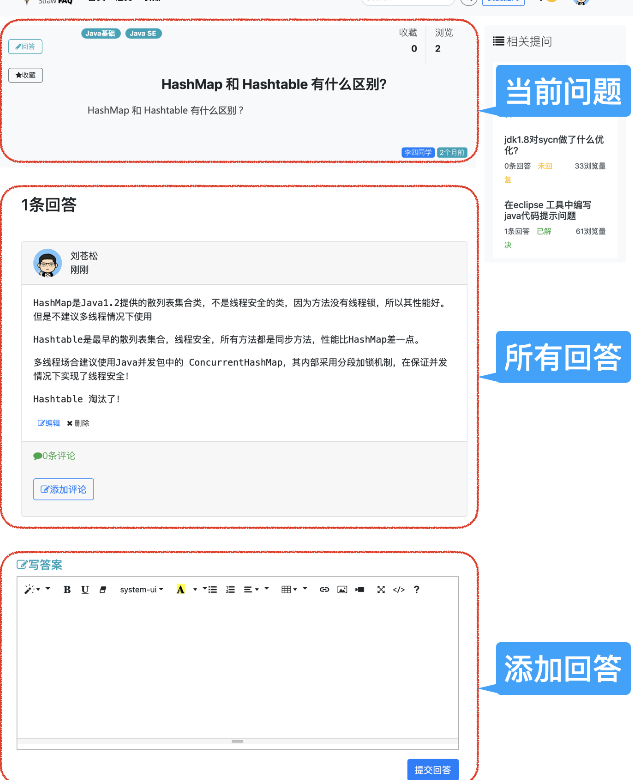 FAQ
Java基础 Java SE
收藏 浏览
0 2
回答
收藏
HashMap 和 Hashtable 有什么区别?
HashMap 和 Hashtable 有什么区别？
李四同学 2个月前
相关提问
当前问题
jdk1.8对sycn做了什么优
化?
0条回答 未回
复
33浏览量
在eclipse 工具中编写
java代码提示问题
1条回答 已解
决
61浏览量
1条回答
刘苍松
刚刚
HashMap是Java1.2提供的散列表集合类，不是线程安全的类，因为方法没有线程锁，所以其性能好。
但是不建议多线程情况下使用
Hashtable是最早的散列表集合，线程安全，所有方法都是同步方法，性能比HashMap差一点。
多线程场合建议使用Java并发包中的 ConcurrentHashMap，其内部采用分段加锁机制，在保证并发
情况下实现了线程安全！
Hashtable 淘汰了！
编辑 删除
0条评论
添加评论
所有回答
写答案
B U system-ui A </> ?
添加回答
提交回答